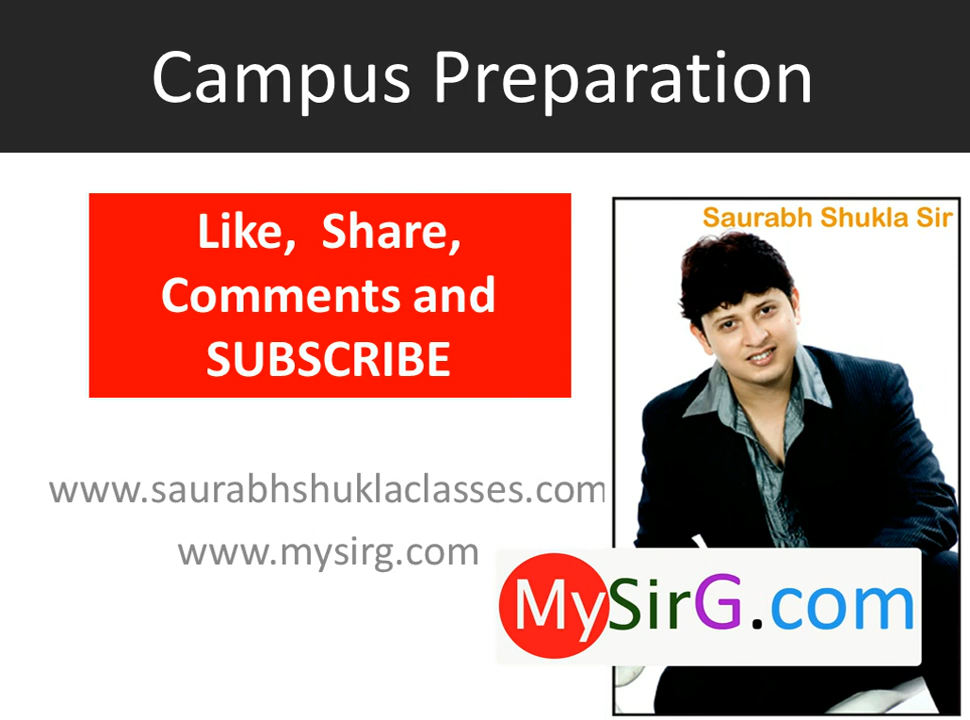 Campus Preparation
Like, Share,
Comments and
SUBSCRIBE
Saurabh Shukla Sir
www.saurabhshuklaclasses.com
www.mysirg.com
MySirG.com